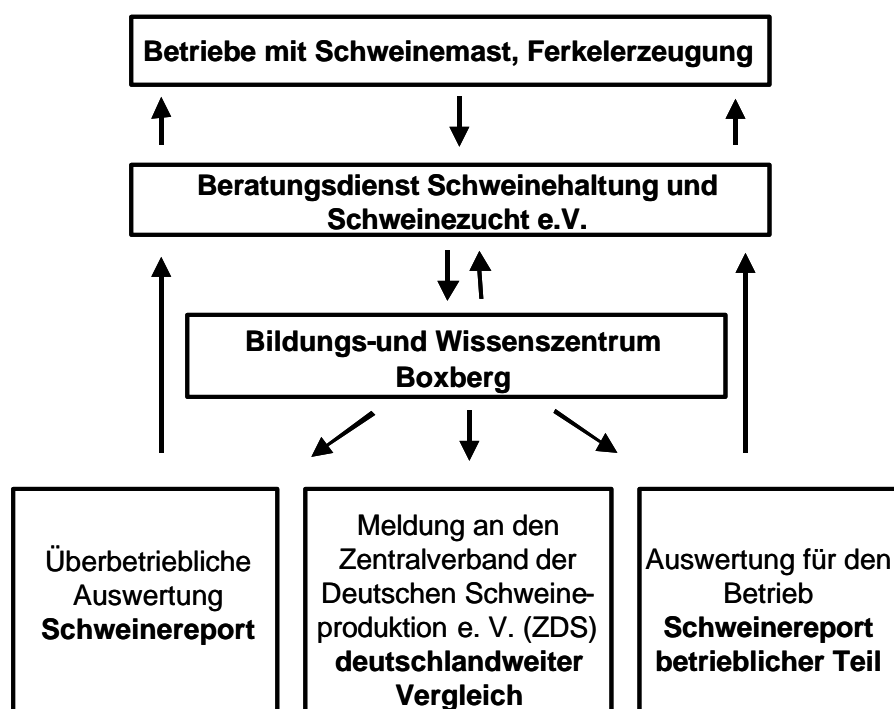 Betriebe mit Schweinemast, Ferkelerzeugung
Beratungsdienst Schweinehaltung und
Schweinezucht e.V.
Bildungs-und Wissenszentrum
Boxberg
Überbetriebliche
Auswertung
Schweinereport
Meldung an den
Zentralverband der
Deutschen Schweine-
produktion e. V. (ZDS)
deutschlandweiter
Vergleich
Auswertung für den
Betrieb
Schweinereport
betrieblicher Teil